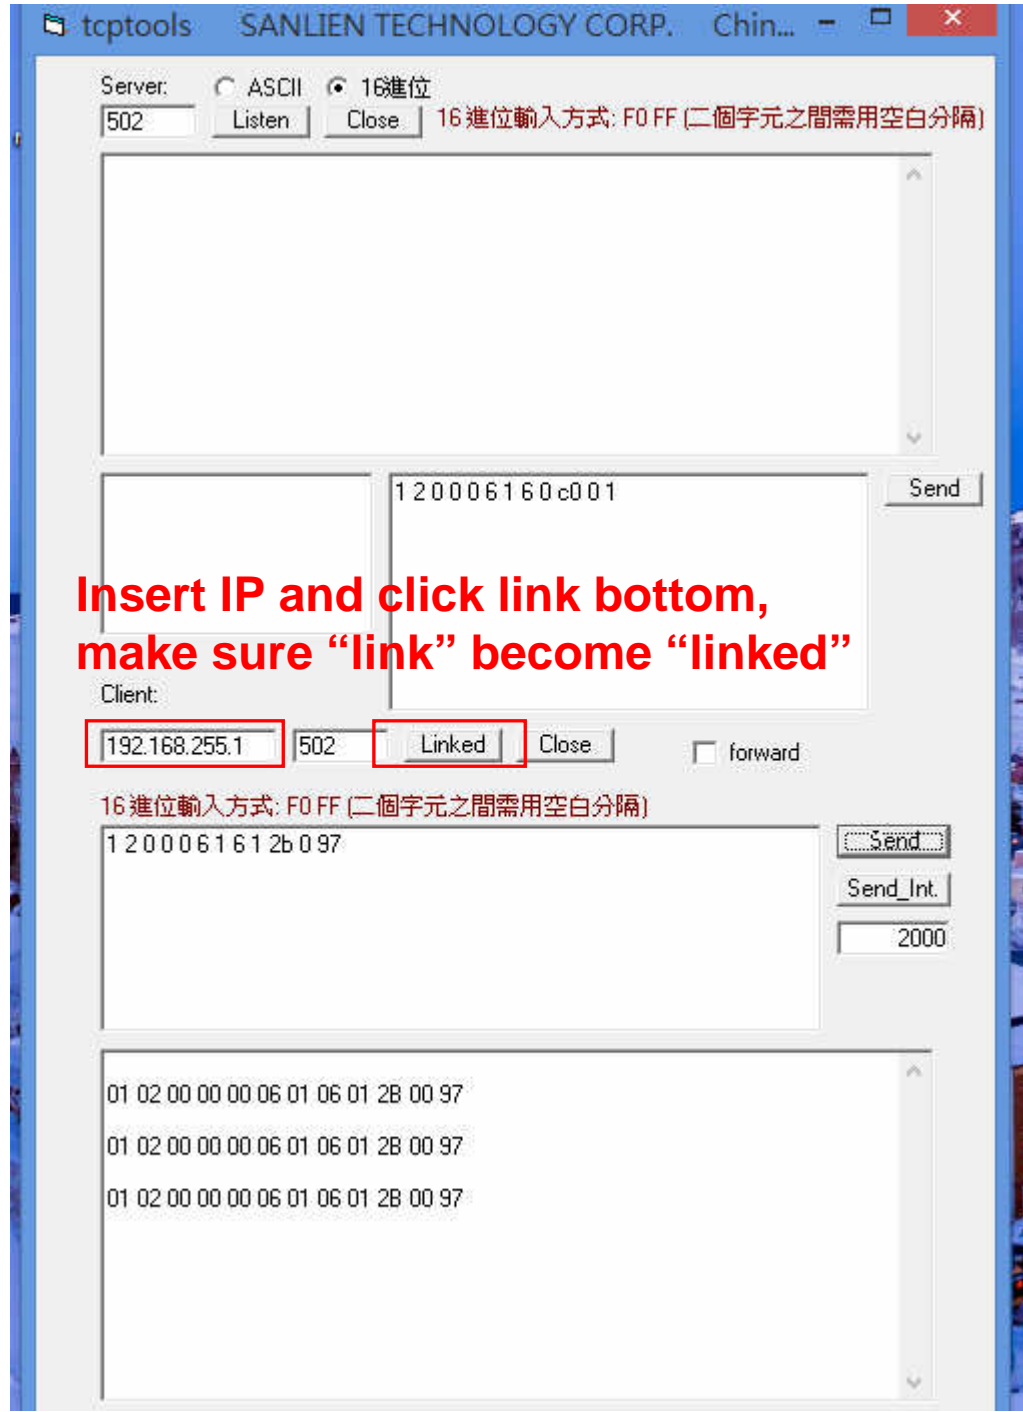 tcptools SANLIEN TECHNOLOGY CORP. Chin...
Server: ASCII 16進位
502 Listen Close 16進位輸入方式: F0 FF (二個字元之間需用空白分隔)
1 2 0 0 0 6 1 6 0 c0 0 1 Send
Insert IP and click link bottom,
make sure “link” become “linked”
Client:
192.168.255.1 502 Linked Close forward
16進位輸入方式: F0 FF (二個字元之間需用空白分隔)
1 2 0 0 0 6 1 6 1 2b 0 97 Send
Send_Int.
2000
01 02 00 00 00 06 01 06 01 2B 00 97
01 02 00 00 00 06 01 06 01 2B 00 97
01 02 00 00 00 06 01 06 01 2B 00 97